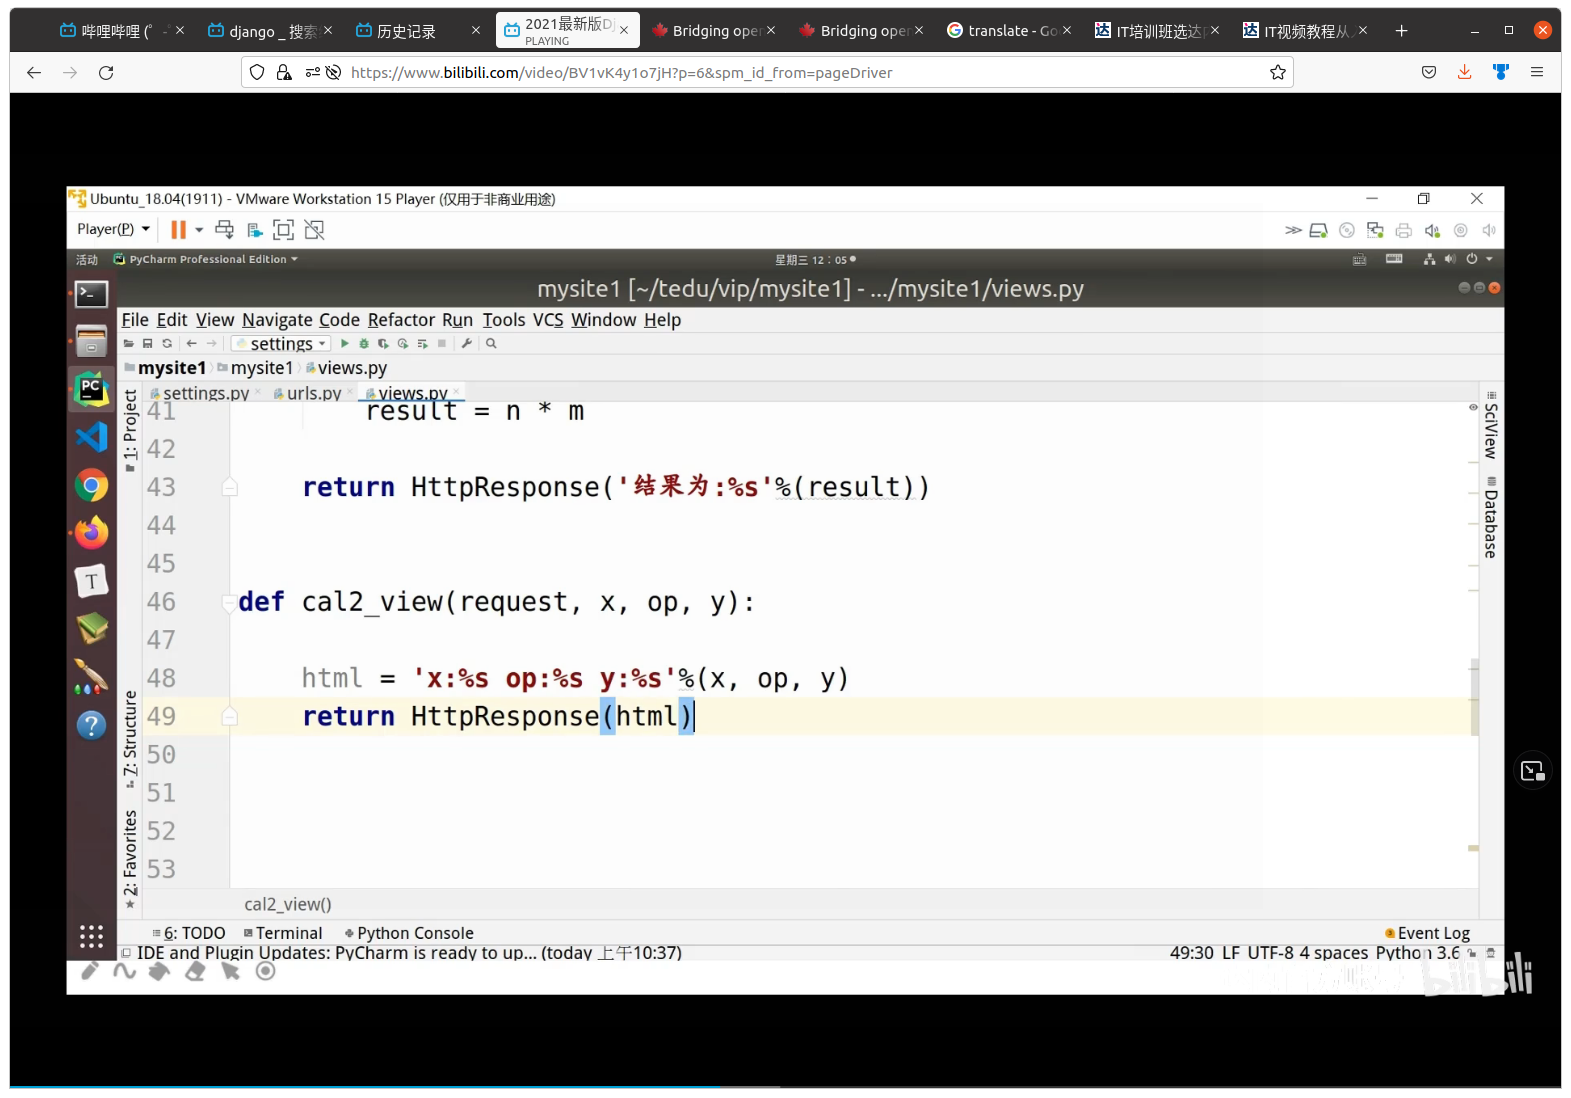 哔哩哔哩 (゜-
django _ 搜索
历史记录
2021最新版Dj
PLAYING
Bridging oper
Bridging oper
translate - Go
IT培训班选达内
IT视频教程从入
https://www.bilibili.com/video/BV1vK4y1o7jH?p=6&spm_id_from=pageDriver
Ubuntu_18.04(1911) - VMware Workstation 15 Player (仅用于非商业用途)
Player(P)
活动 PyCharm Professional Edition 星期三 12：05
mysite1 [~/tedu/vip/mysite1] - .../mysite1/views.py
File Edit View Navigate Code Refactor Run Tools VCS Window Help
settings
mysite1 mysite1 views.py
settings.py urls.py views.py
1: Project
7: Structure
2: Favorites
SciView
Database
41 result = n * m
42
43 return HttpResponse('结果为:%s'%(result))
44
45
46 def cal2_view(request, x, op, y):
47
48 html = 'x:%s op:%s y:%s'%(x, op, y)
49 return HttpResponse(html)
50
51
52
53
cal2_view()
6: TODO Terminal Python Console Event Log
IDE and Plugin Updates: PyCharm is ready to up... (today 上午10:37) 49:30 LF UTF-8 4 spaces Python 3.6
bilibili